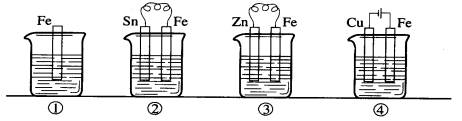 Fe Sn Fe Zn Fe Cu Fe
① ② ③ ④